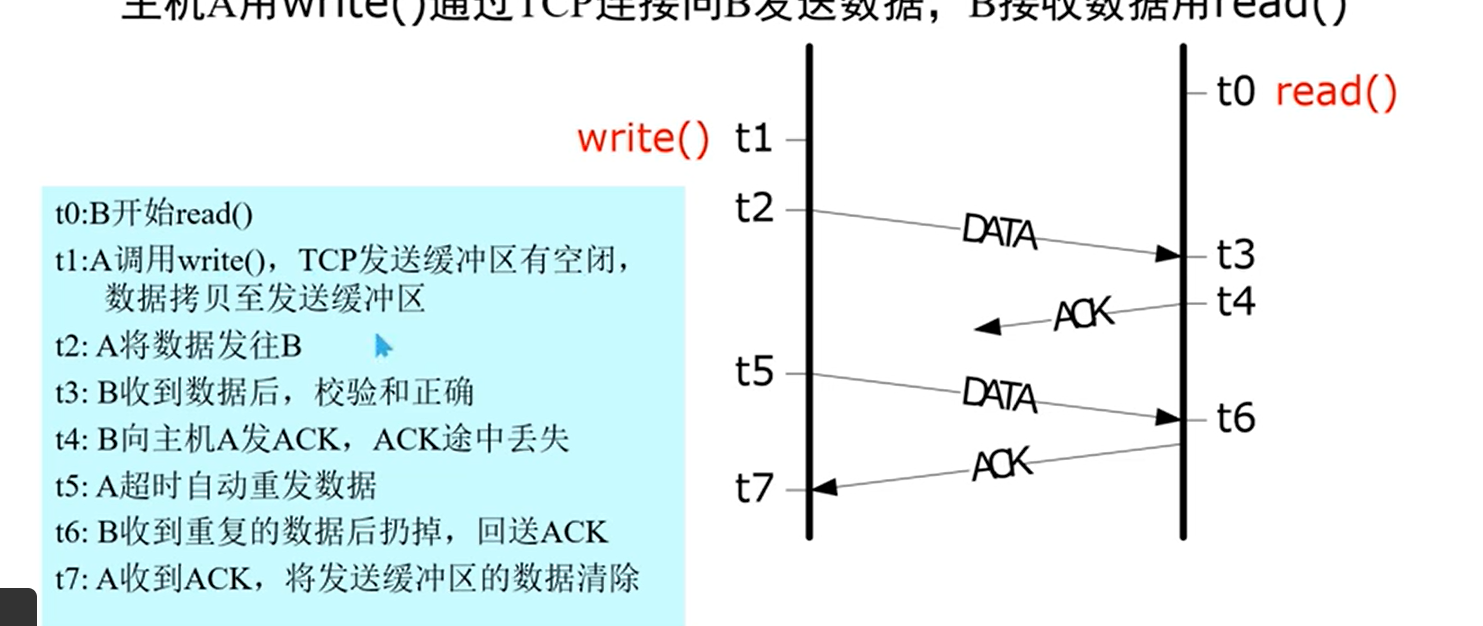 主机A用write()通过TCP连接向B发送数据，B接收数据用read()
t0 read()
write() t1
t2
DATA
t3
ACK
t4
t5
DATA
t6
ACK
t7
t0:B开始read()
t1:A调用write()，TCP发送缓冲区有空闭，
数据拷贝至发送缓冲区
t2: A将数据发往B
t3: B收到数据后，校验和正确
t4: B向主机A发ACK，ACK途中丢失
t5: A超时自动重发数据
t6: B收到重复的数据后扔掉，回送ACK
t7: A收到ACK，将发送缓冲区的数据清除